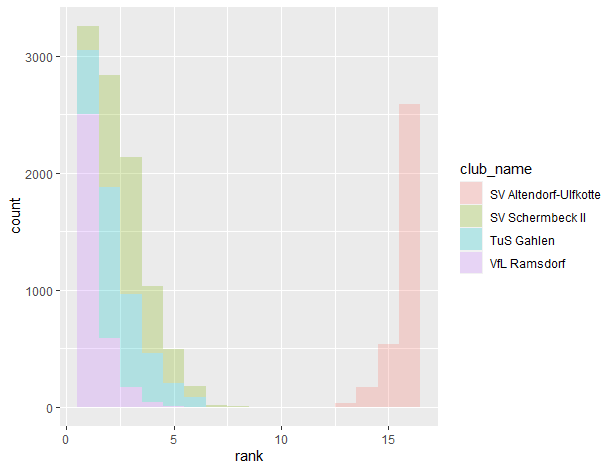 3000
2000
1000
0
count
0
5
10
15
rank
club_name
SV Altendorf-Ulfkotte
SV Schermbeck II
TuS Gahlen
VfL Ramsdorf